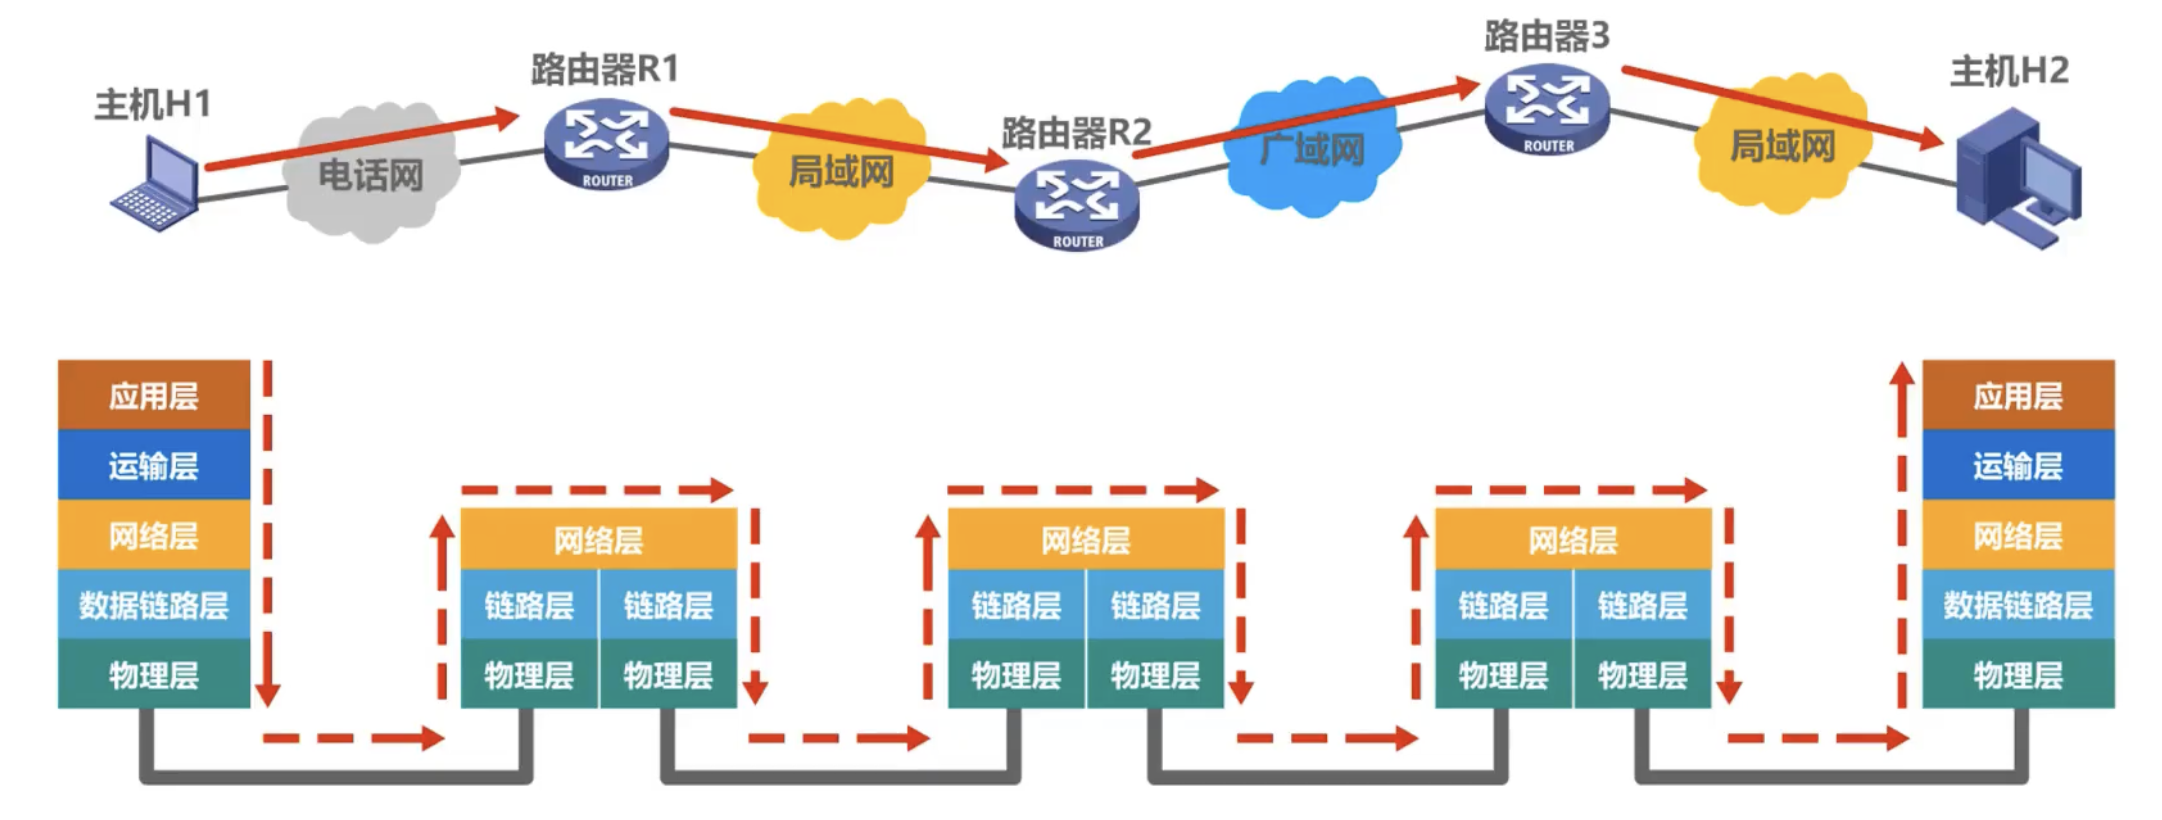 主机H1
路由器R1
路由器R2
路由器3
主机H2
电话网
局域网
广域网
局域网
ROUTER
ROUTER
ROUTER
应用层
运输层
网络层
数据链路层
物理层
网络层
链路层 链路层
物理层 物理层
网络层
链路层 链路层
物理层 物理层
网络层
链路层 链路层
物理层 物理层
应用层
运输层
网络层
数据链路层
物理层